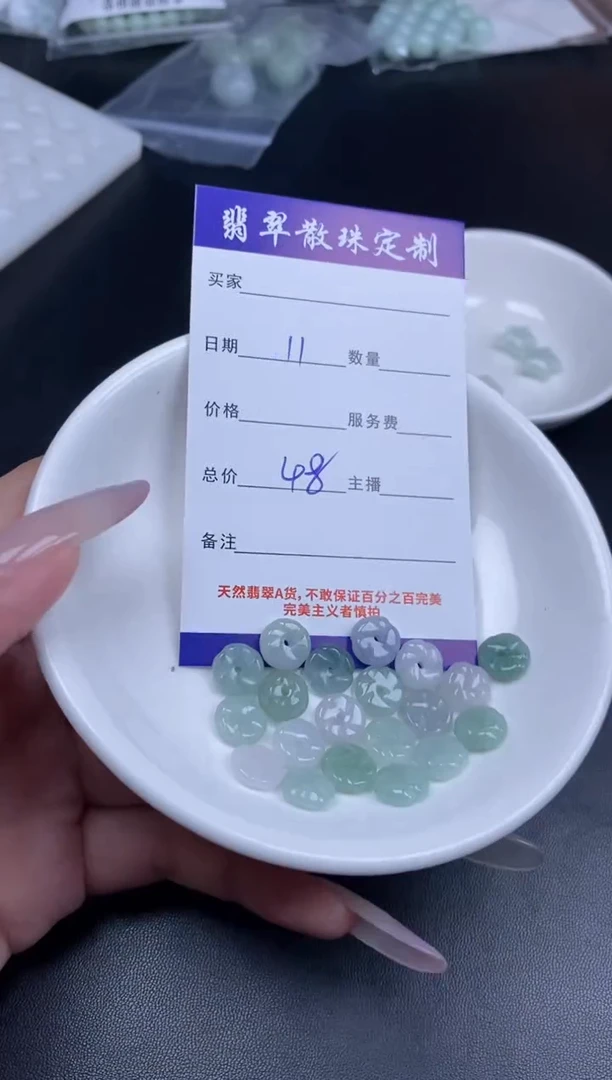 翡翠散珠定制
买家
日期 11 数量
价格 服务费
总价 48 主播
备注
天然翡翠A货,不敢保证百分之百完美
完美主义者慎拍